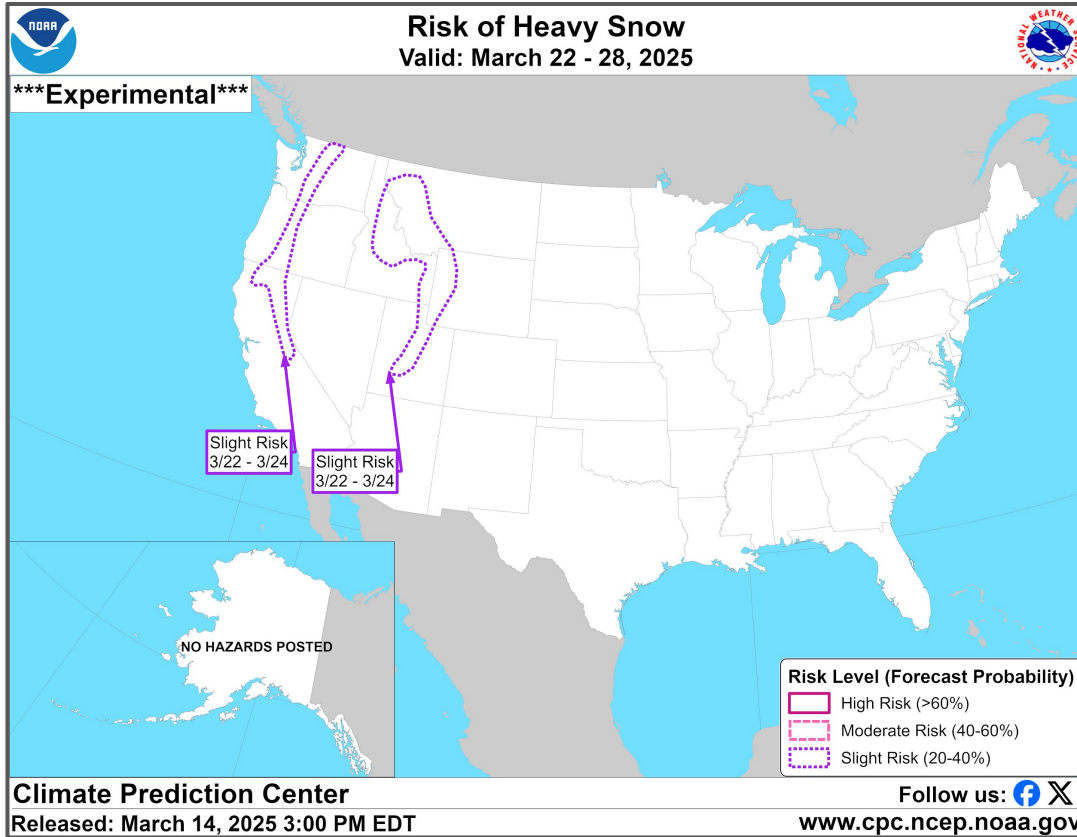 NOAA
Risk of Heavy Snow
Valid: March 22 - 28, 2025
NATIONAL WEATHER SERVICE
***Experimental***
Slight Risk
3/22 - 3/24
Slight Risk
3/22 - 3/24
NO HAZARDS POSTED
Risk Level (Forecast Probability)
High Risk (>60%)
Moderate Risk (40-60%)
Slight Risk (20-40%)
Climate Prediction Center
Follow us:
Released: March 14, 2025 3:00 PM EDT
www.cpc.ncep.noaa.gov